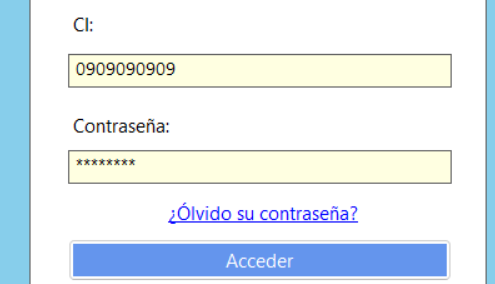 CI:
0909090909
Contraseña:
********
¿Ólvido su contraseña?
Acceder